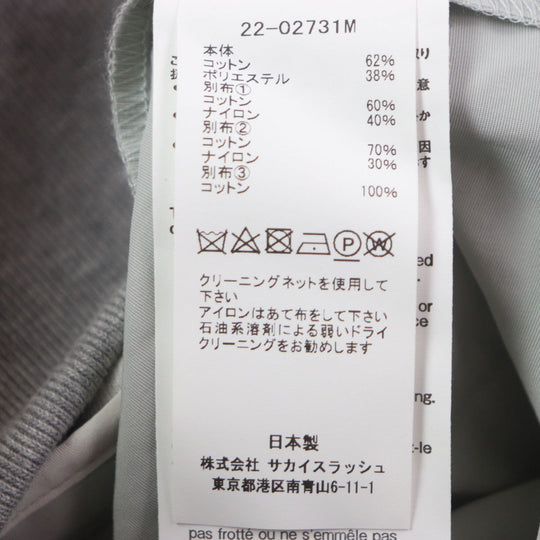 22-02731M
本体
コットン 62%
ポリエステル 38%
別布①
コットン 60%
ナイロン 40%
別布②
コットン 70%
ナイロン 30%
別布③
コットン 100%
P
W
クリーニングネットを使用して
下さい
アイロンはあて布をして下さい
石油系溶剤による弱いドライ
クリーニングをお勧めします
日本製
株式会社 サカイスラッシュ
東京都港区南青山6-11-1
意
因
ed
or
ce
ng.
t-le
pas frotté ou ne s'emmêle pas